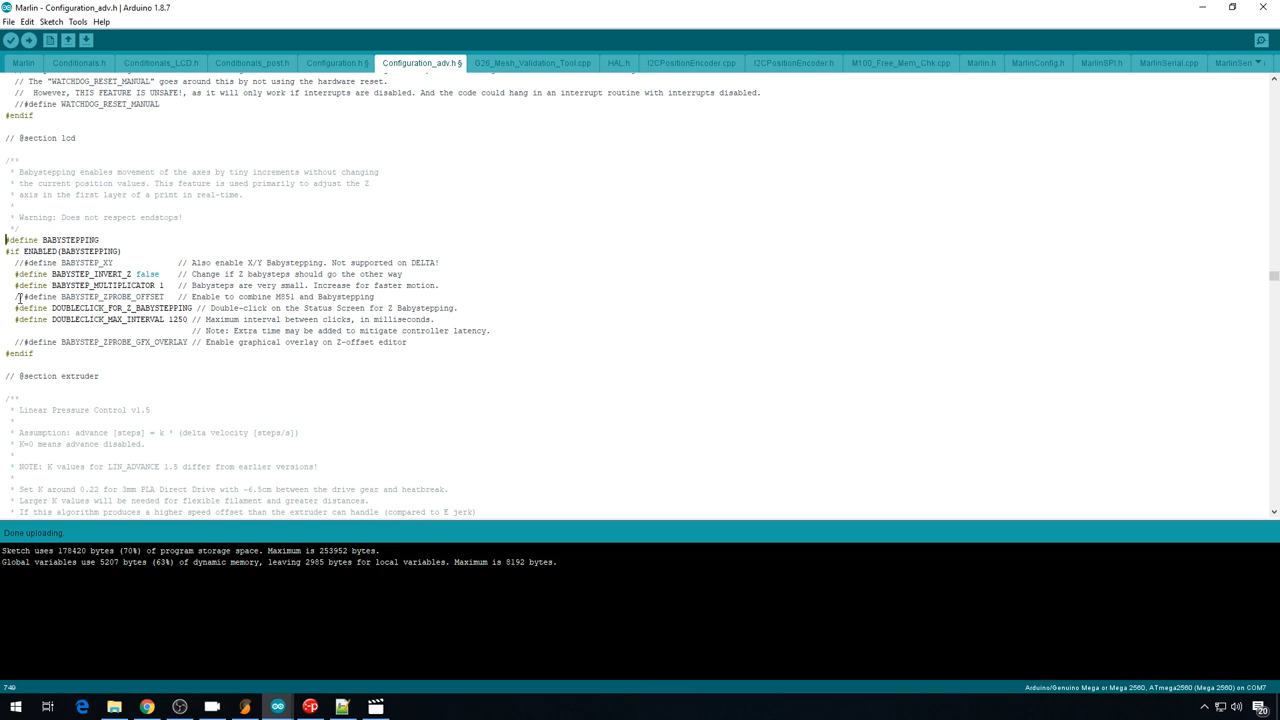 Marlin - Configuration_adv.h | Arduino 1.8.7
File Edit Sketch Tools Help
Marlin Conditionals.h Conditionals_LCD.h Conditionals_post.h Configuration.h § Configuration_adv.h § G26_Mesh_Validation_Tool.cpp HAL.h I2CPositionEncoder.cpp I2CPositionEncoder.h M100_Free_Mem_Chk.cpp Marlin.h MarlinConfig.h MarlinSPI.h MarlinSerial.cpp MarlinSeri
// The "WATCHDOG_RESET_MANUAL" goes around this by not using the hardware reset.
// However, THIS FEATURE IS UNSAFE!, as it will only work if interrupts are disabled. And the code could hang in an interrupt routine with interrupts disabled.
//#define WATCHDOG_RESET_MANUAL
#endif
// @section lcd
/**
* Babystepping enables movement of the axes by tiny increments without changing
* the current position values. This feature is used primarily to adjust the Z
* axis in the first layer of a print in real-time.
*
* Warning: Does not respect endstops!
*/
#define BABYSTEPPING
#if ENABLED(BABYSTEPPING)
//#define BABYSTEP_XY // Also enable X/Y Babystepping. Not supported on DELTA!
#define BABYSTEP_INVERT_Z false // Change if Z babysteps should go the other way
#define BABYSTEP_MULTIPLICATOR 1 // Babysteps are very small. Increase for faster motion.
//#define BABYSTEP_ZPROBE_OFFSET // Enable to combine M851 and Babystepping
#define DOUBLECLICK_FOR_Z_BABYSTEPPING // Double-click on the Status Screen for Z Babystepping.
#define DOUBLECLICK_MAX_INTERVAL 1250 // Maximum interval between clicks, in milliseconds.
// Note: Extra time may be added to mitigate controller latency.
//#define BABYSTEP_ZPROBE_GFX_OVERLAY // Enable graphical overlay on Z-offset editor
#endif
// @section extruder
/**
* Linear Pressure Control v1.5
*
* Assumption: advance [steps] = k * (delta velocity [steps/s])
* K=0 means advance disabled.
*
* NOTE: K values for LIN_ADVANCE 1.5 differ from earlier versions!
*
* Set K around 0.22 for 3mm PLA Direct Drive with ~6.5cm between the drive gear and heatbreak.
* Larger K values will be needed for flexible filament and greater distances.
* If this algorithm produces a higher speed offset than the extruder can handle (compared to E jerk)
Done uploading.
Sketch uses 178420 bytes (70%) of program storage space. Maximum is 253952 bytes.
Global variables use 5207 bytes (63%) of dynamic memory, leaving 2985 bytes for local variables. Maximum is 8192 bytes.
749 Arduino/Genuino Mega or Mega 2560, ATmega2560 (Mega 2560) on COM7
20